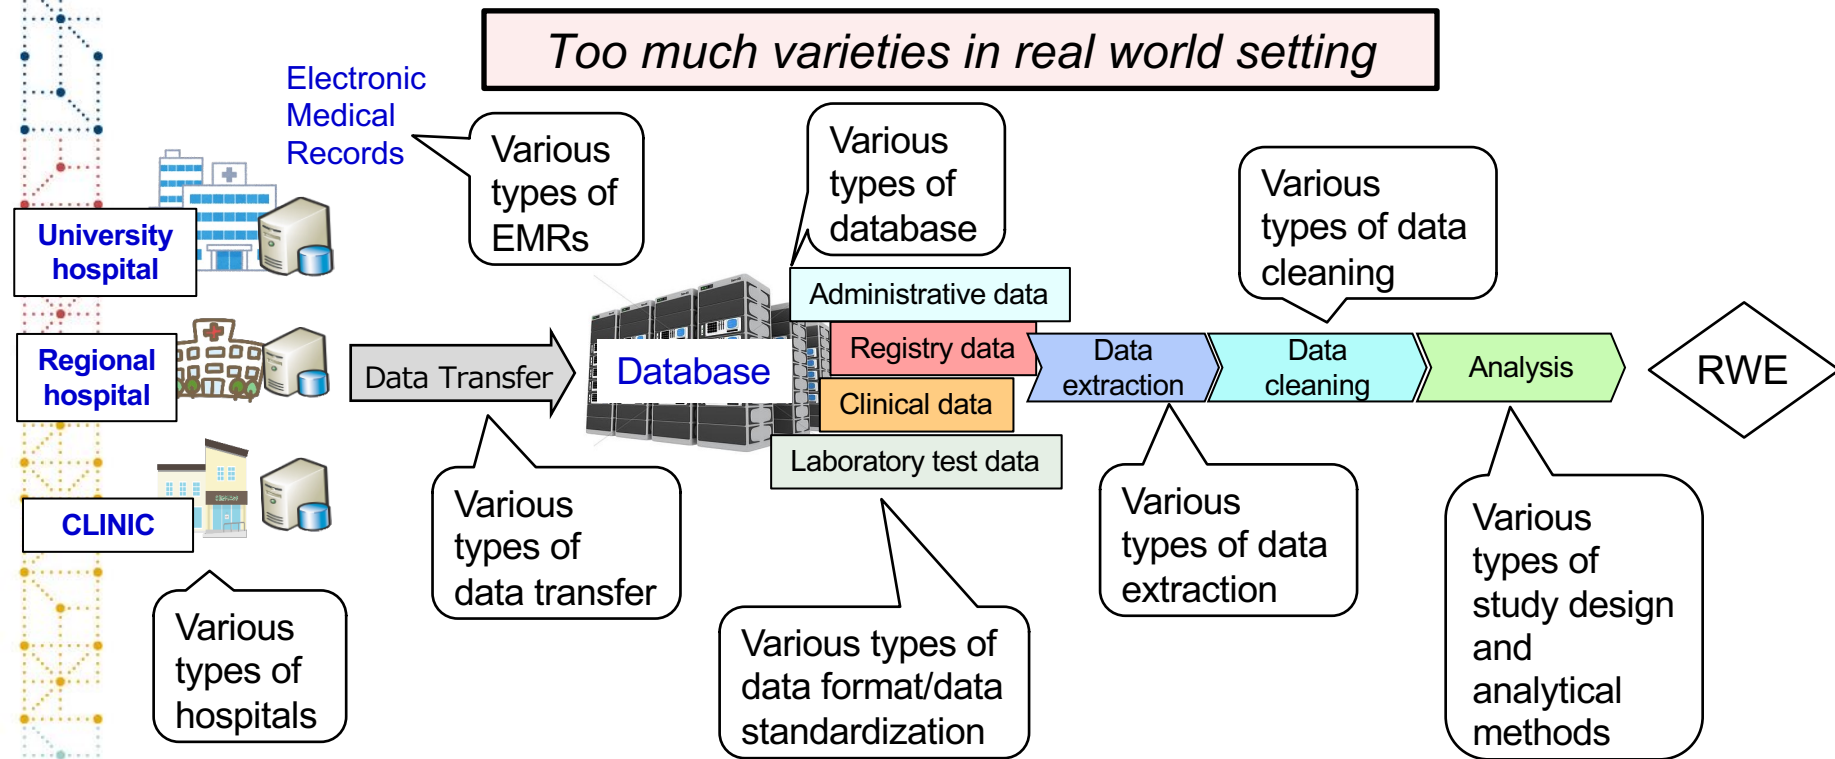 Too much varieties in real world setting
Electronic
Medical
Records
Various
types of
EMRs
Various
types of
database
Various
types of data
cleaning
University
hospital
Regional
hospital
CLINIC
Data Transfer
Database
Administrative data
Registry data
Clinical data
Laboratory test data
Data
extraction
Data
cleaning
Analysis
RWE
Various
types of
hospitals
Various
types of
data transfer
Various types of
data format/data
standardization
Various
types of data
extraction
Various
types of
study design
and
analytical
methods